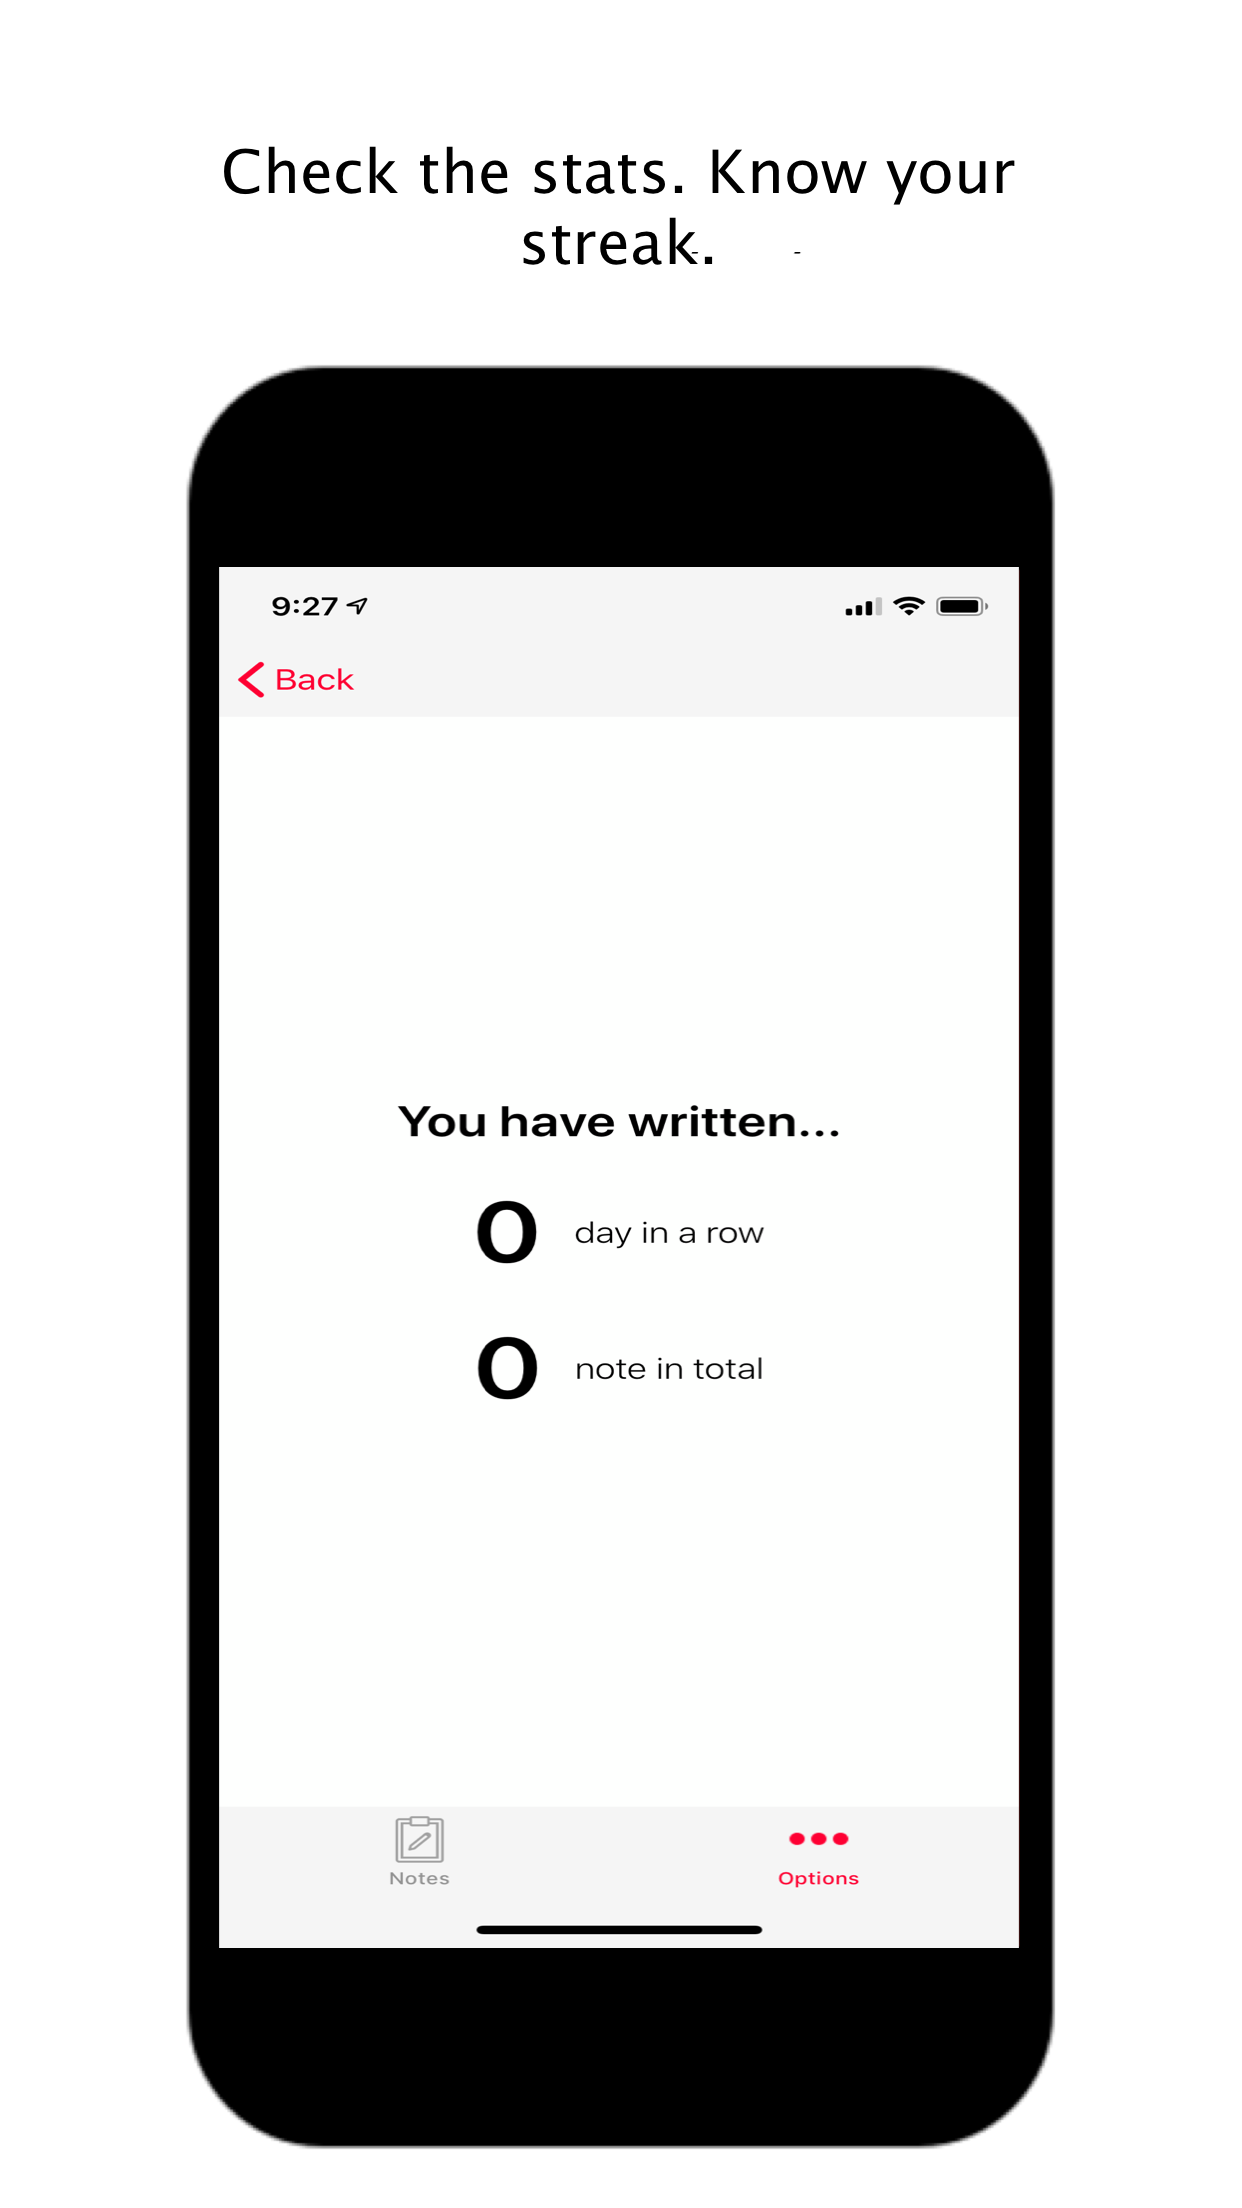 Check the stats. Know your
streak.
9:27
Back
You have written...
0 day in a row
0 note in total
Notes
Options